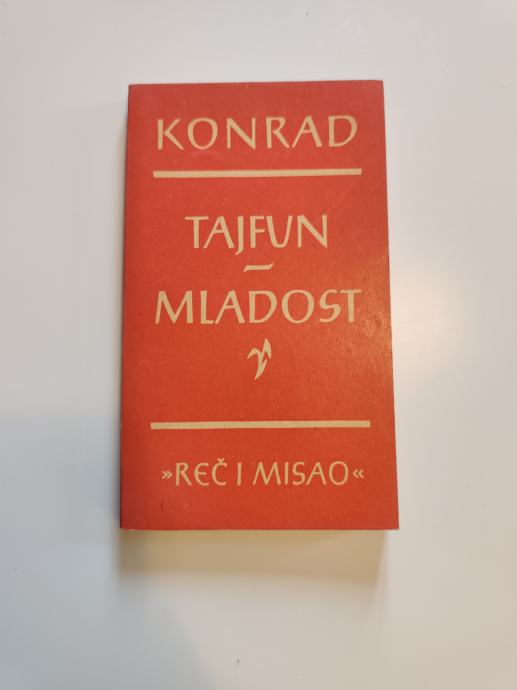 KONRAD
TAJFUN
–
MLADOST
»REČ I MISAO«